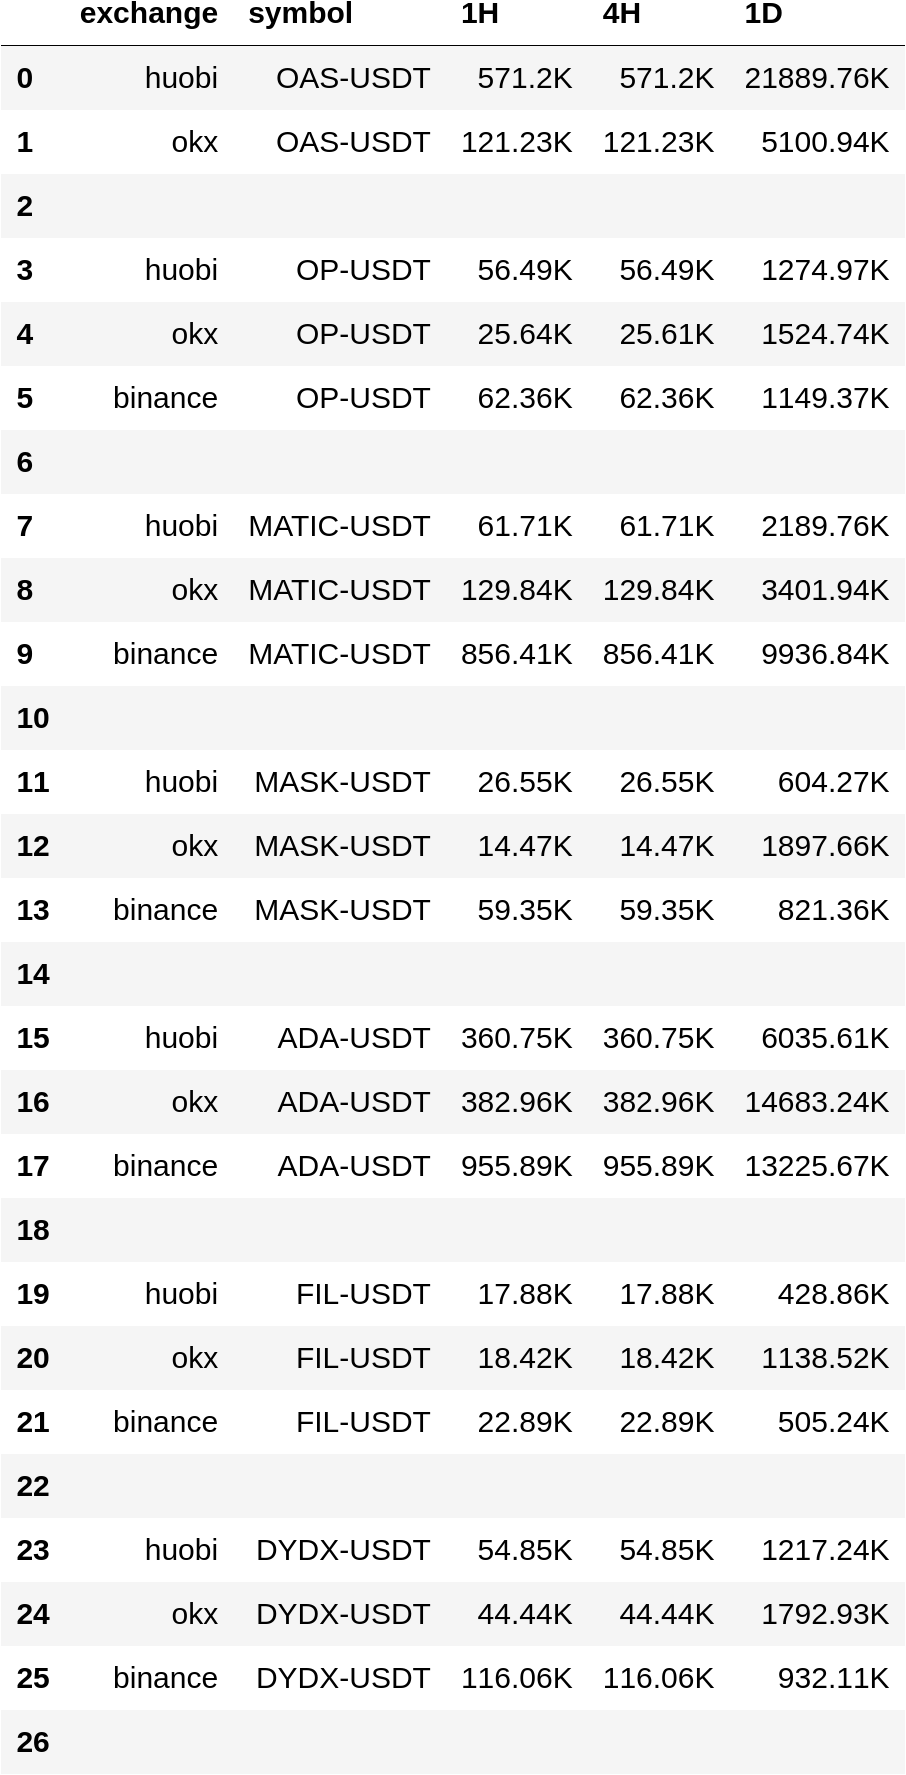 exchange symbol 1H 4H 1D
0 huobi OAS-USDT 571.2K 571.2K 21889.76K
1 okx OAS-USDT 121.23K 121.23K 5100.94K
2
3 huobi OP-USDT 56.49K 56.49K 1274.97K
4 okx OP-USDT 25.64K 25.61K 1524.74K
5 binance OP-USDT 62.36K 62.36K 1149.37K
6
7 huobi MATIC-USDT 61.71K 61.71K 2189.76K
8 okx MATIC-USDT 129.84K 129.84K 3401.94K
9 binance MATIC-USDT 856.41K 856.41K 9936.84K
10
11 huobi MASK-USDT 26.55K 26.55K 604.27K
12 okx MASK-USDT 14.47K 14.47K 1897.66K
13 binance MASK-USDT 59.35K 59.35K 821.36K
14
15 huobi ADA-USDT 360.75K 360.75K 6035.61K
16 okx ADA-USDT 382.96K 382.96K 14683.24K
17 binance ADA-USDT 955.89K 955.89K 13225.67K
18
19 huobi FIL-USDT 17.88K 17.88K 428.86K
20 okx FIL-USDT 18.42K 18.42K 1138.52K
21 binance FIL-USDT 22.89K 22.89K 505.24K
22
23 huobi DYDX-USDT 54.85K 54.85K 1217.24K
24 okx DYDX-USDT 44.44K 44.44K 1792.93K
25 binance DYDX-USDT 116.06K 116.06K 932.11K
26